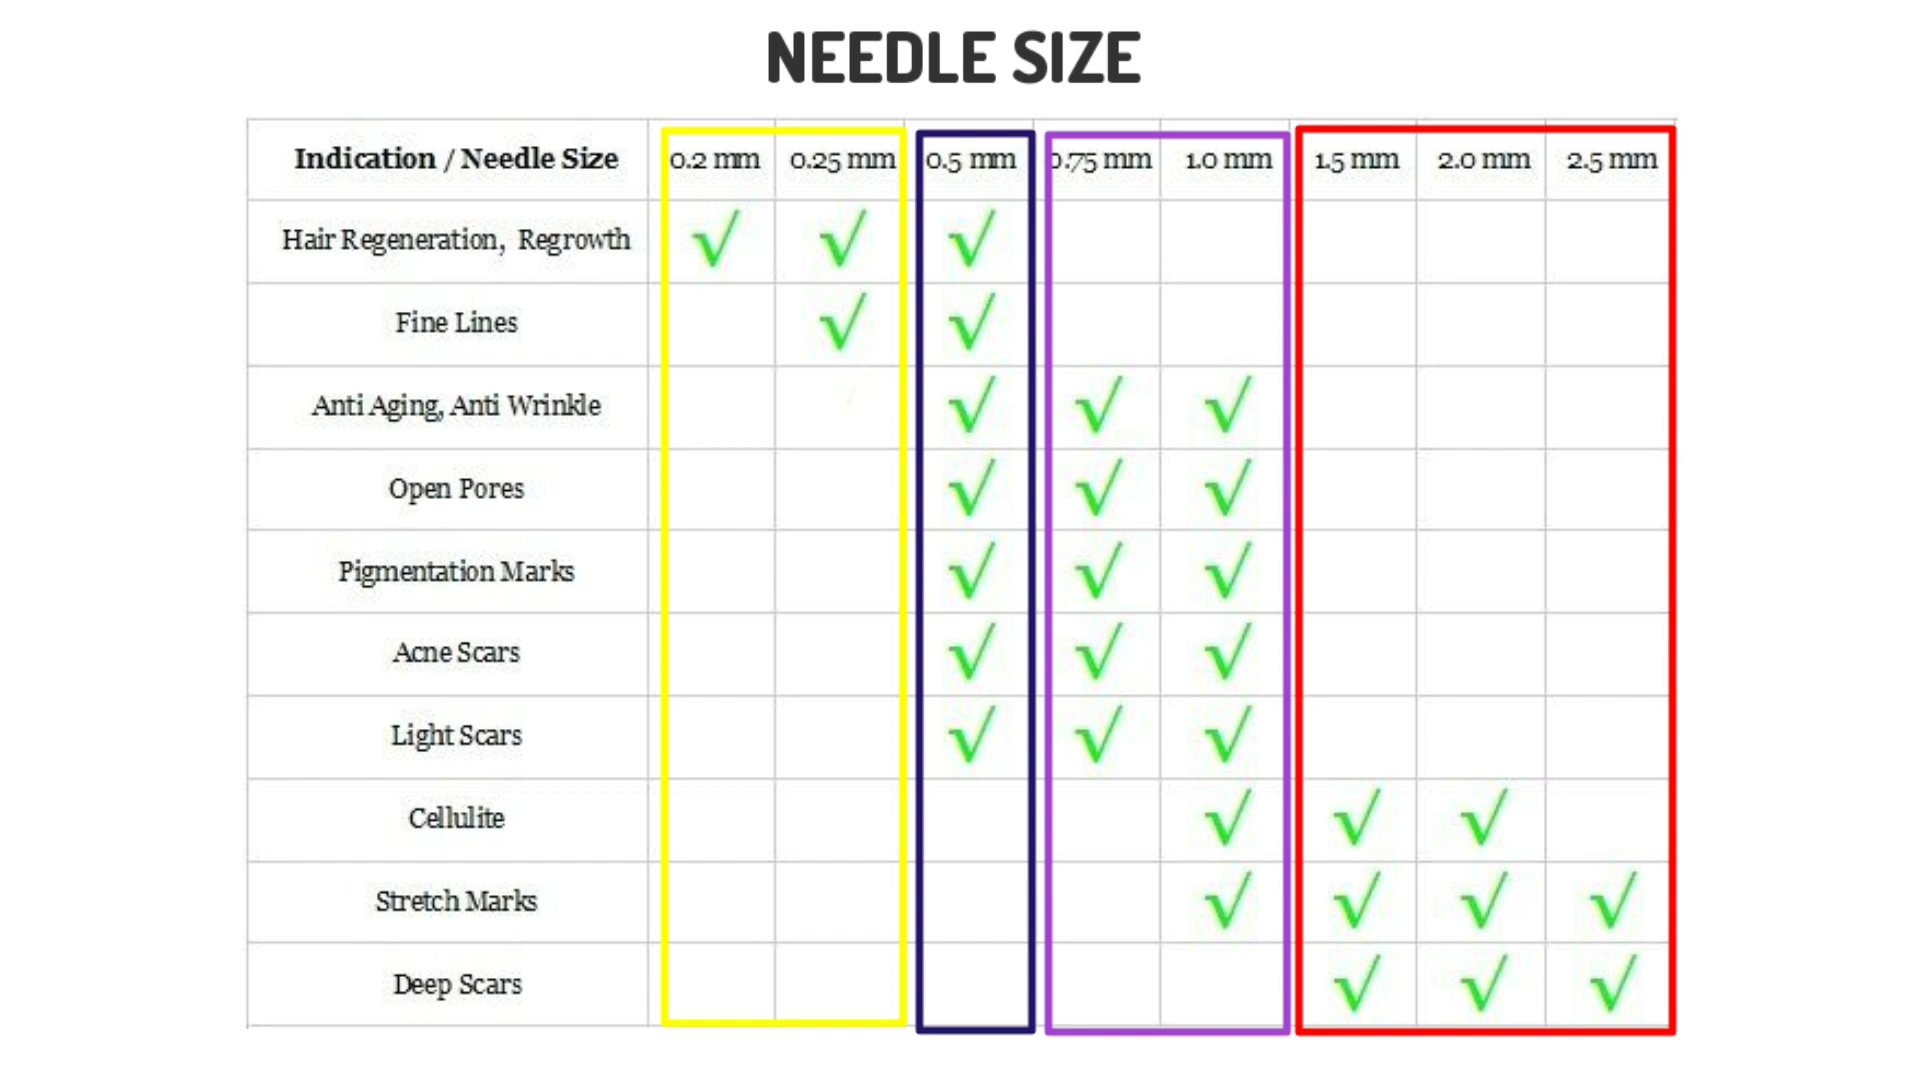 NEEDLE SIZE
Indication / Needle Size 0.2 mm 0.25 mm 0.5 mm 0.75 mm 1.0 mm 1.5 mm 2.0 mm 2.5 mm
Hair Regeneration, Regrowth √ √ √
Fine Lines √ √
Anti Aging, Anti Wrinkle √ √ √
Open Pores √ √ √
Pigmentation Marks √ √ √
Acne Scars √ √ √
Light Scars √ √ √
Cellulite √ √ √
Stretch Marks √ √ √ √
Deep Scars √ √ √